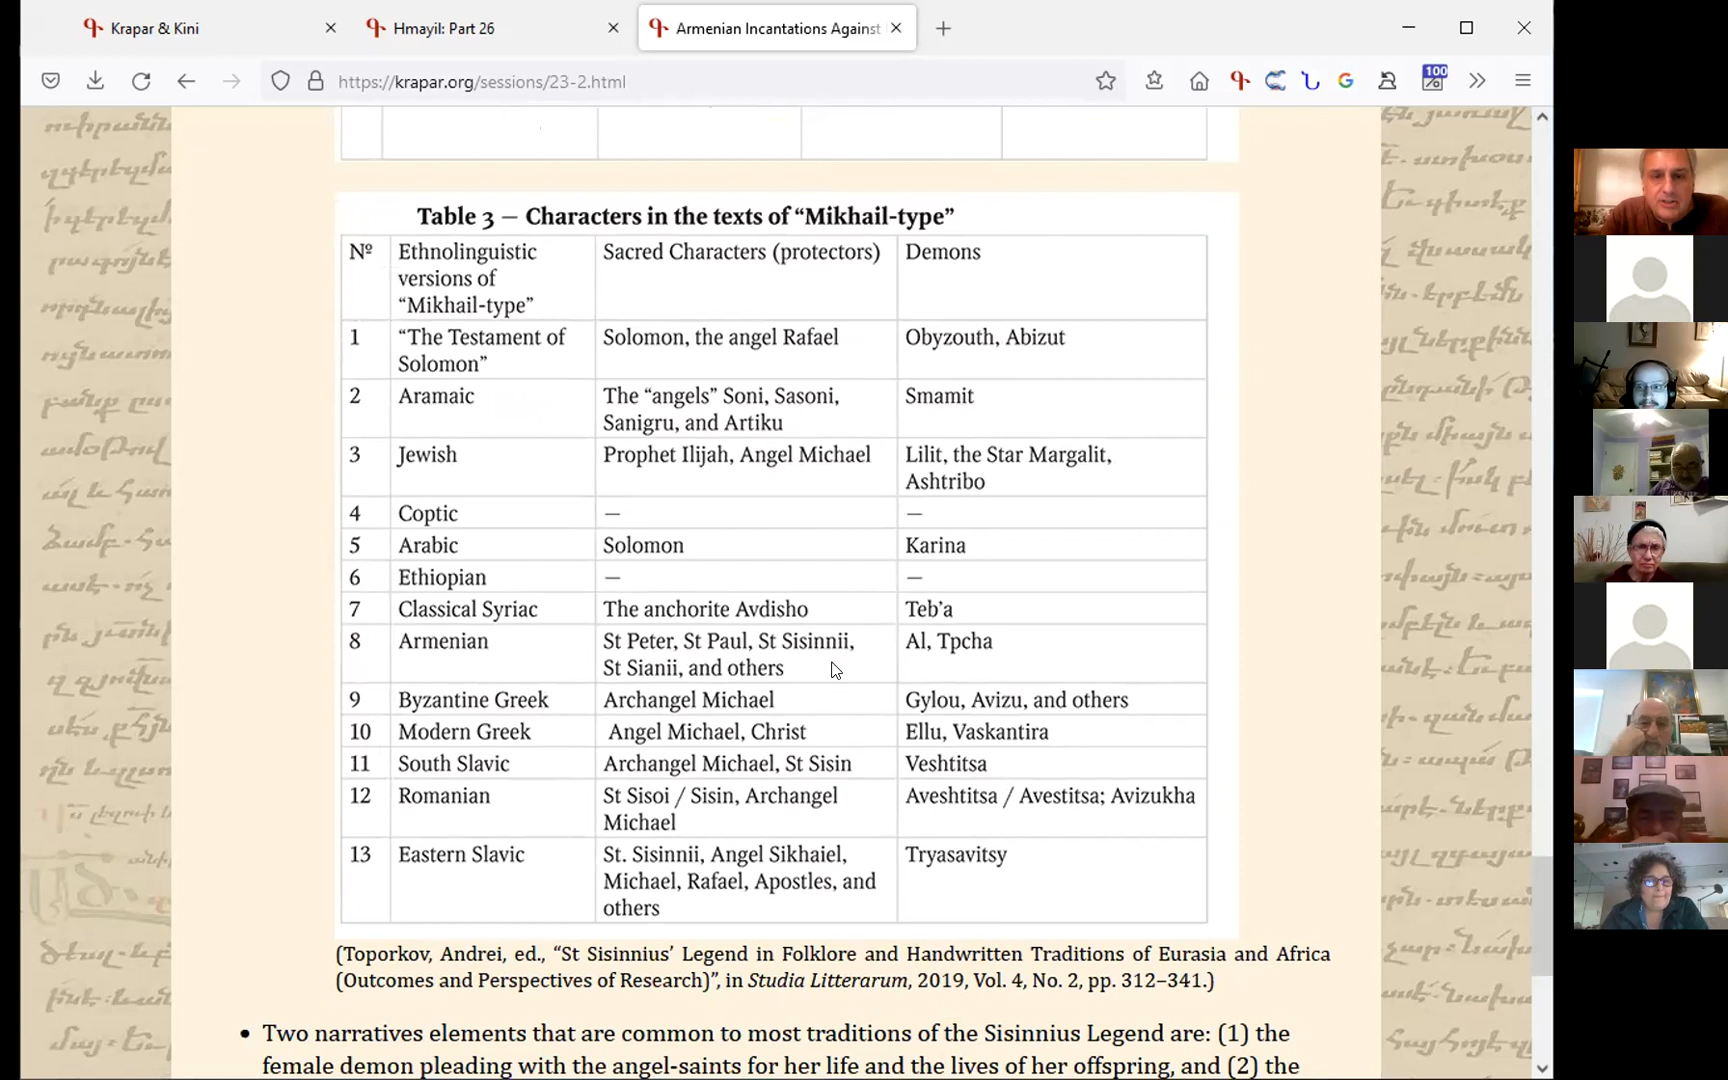 Krapar & Kini
Hmayil: Part 26
Armenian Incantations Against
https://krapar.org/sessions/23-2.html
100
%
Table 3 — Characters in the texts of “Mikhail-type”
Nº Ethnolinguistic versions of “Mikhail-type” Sacred Characters (protectors) Demons
1 “The Testament of Solomon” Solomon, the angel Rafael Obyzouth, Abizut
2 Aramaic The “angels” Soni, Sasoni, Sanigru, and Artiku Smamit
3 Jewish Prophet Ilijah, Angel Michael Lilit, the Star Margalit, Ashtribo
4 Coptic — —
5 Arabic Solomon Karina
6 Ethiopian — —
7 Classical Syriac The anchorite Avdisho Teb’a
8 Armenian St Peter, St Paul, St Sisinnii, St Sianii, and others Al, Tpcha
9 Byzantine Greek Archangel Michael Gylou, Avizu, and others
10 Modern Greek Angel Michael, Christ Ellu, Vaskantira
11 South Slavic Archangel Michael, St Sisin Veshtitsa
12 Romanian St Sisoi / Sisin, Archangel Michael Aveshtitsa / Avestitsa; Avizukha
13 Eastern Slavic St. Sisinnii, Angel Sikhaiel, Michael, Rafael, Apostles, and others Tryasavitsy
(Toporkov, Andrei, ed., “St Sisinnius’ Legend in Folklore and Handwritten Traditions of Eurasia and Africa
(Outcomes and Perspectives of Research)”, in Studia Litterarum, 2019, Vol. 4, No. 2, pp. 312–341.)
• Two narratives elements that are common to most traditions of the Sisinnius Legend are: (1) the
female demon pleading with the angel-saints for her life and the lives of her offspring, and (2) the